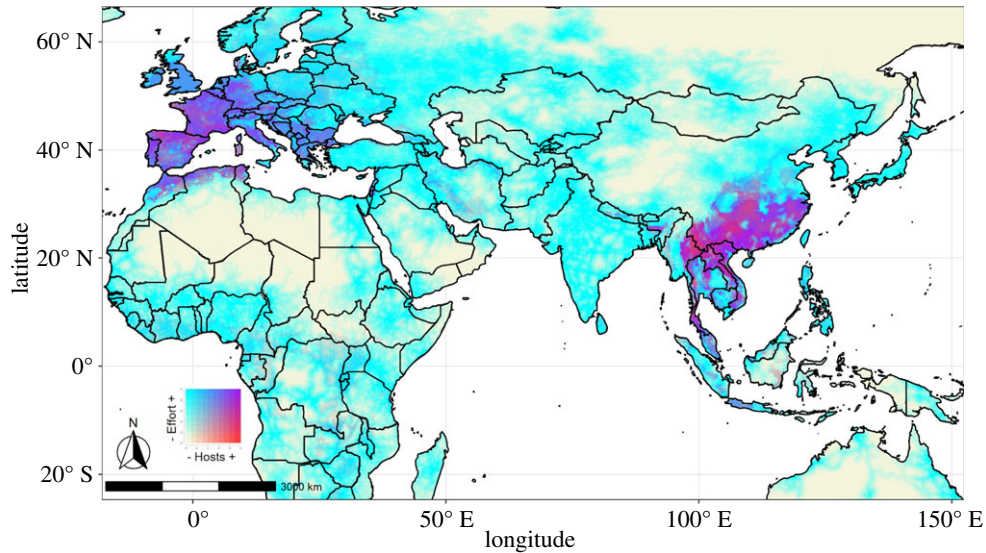 60° N
40° N
20° N
0°
20° S
latitude
- Effort +
- Hosts +
N
3000 km
0°
50° E
100° E
150° E
longitude